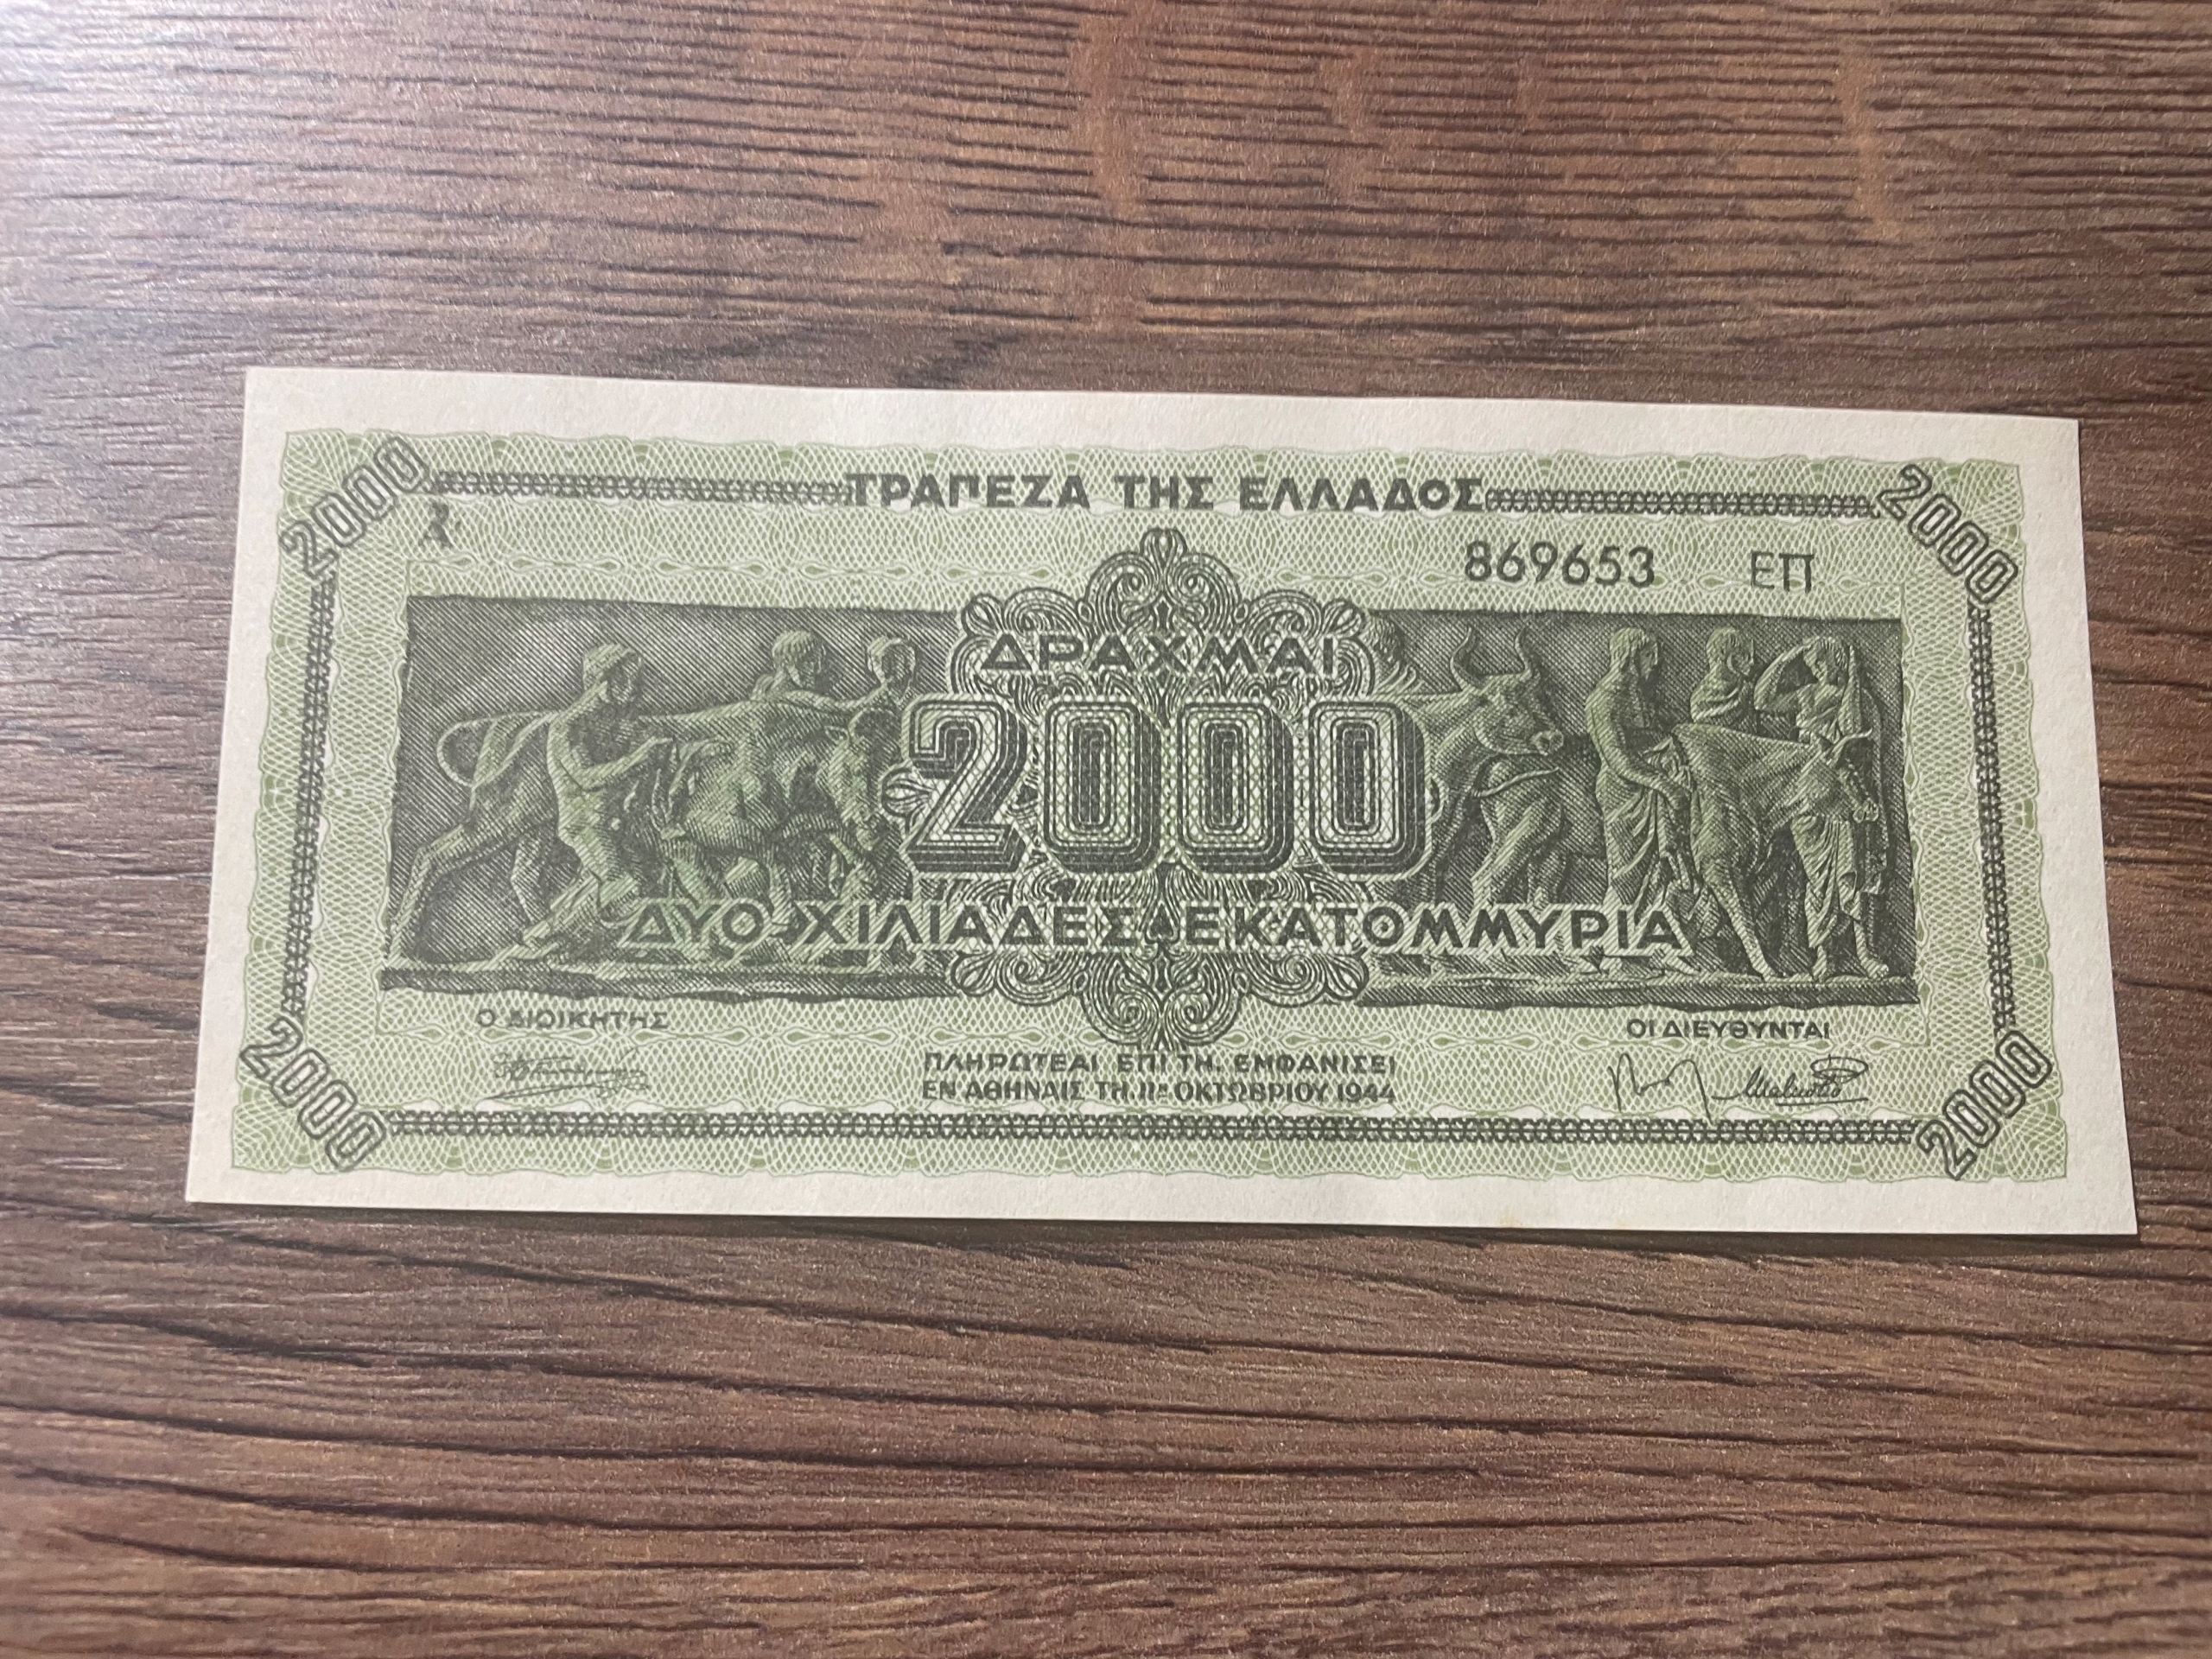 2000 ΤΡΑΠΕΖΑ ΤΗΣ ΕΛΛΑΔΟΣ 2000
869653 ΕΠ
ΔΡΑΧΜΑΙ
2000
ΔΥΟ ΧΙΛΙΑΔΕΣ ΕΚΑΤΟΜΜΥΡΙΑ
Ο ΔΙΟΙΚΗΤΗΣ
ΟΙ ΔΙΕΥΘΥΝΤΑΙ
ΠΛΗΡΩΤΕΑΙ ΕΠΙ ΤΗ. ΕΜΦΑΝΙΣΕΙ
ΕΝ ΑΘΗΝΑΙΣ ΤΗ. 11ῃ ΟΚΤΩΒΡΙΟΥ 1944
2000 2000